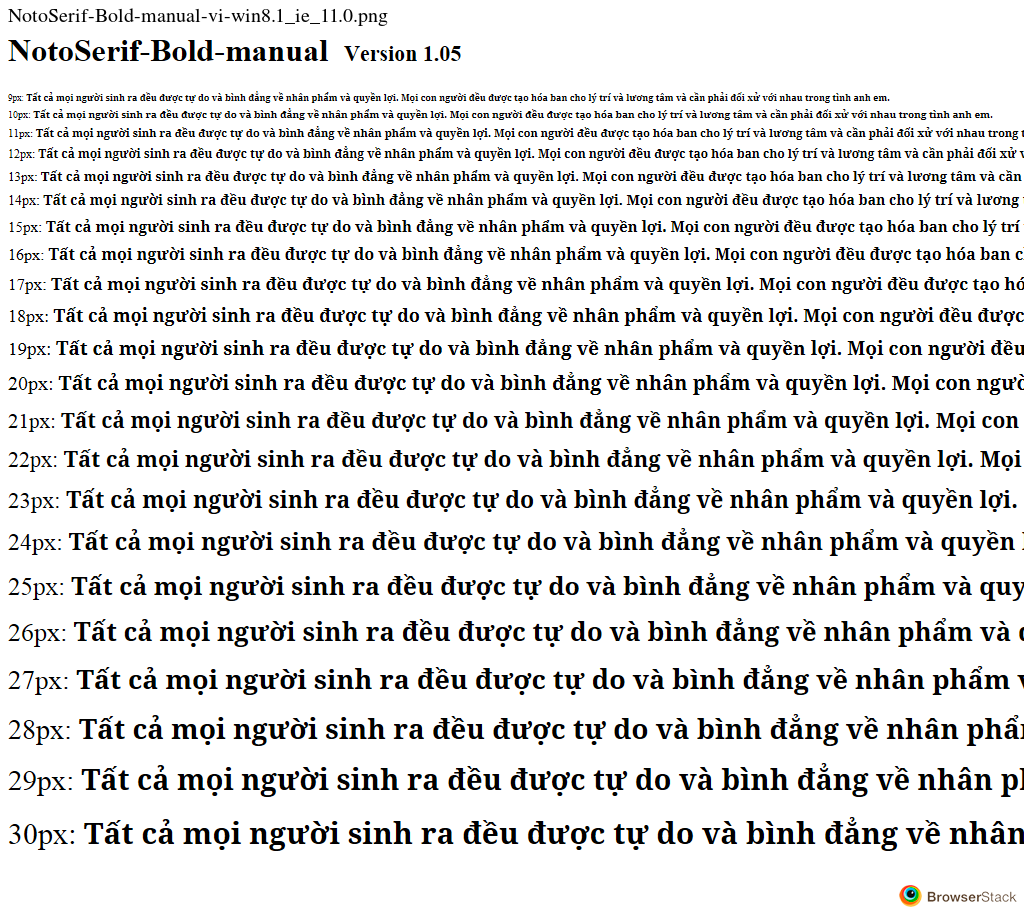 NotoSerif-Bold-manual-vi-win8.1_ie_11.0.png
NotoSerif-Bold-manual Version 1.05
9px: Tất cả mọi người sinh ra đều được tự do và bình đẳng về nhân phẩm và quyền lợi. Mọi con người đều được tạo hóa ban cho lý trí và lương tâm và cần phải đối xử với nhau trong tình anh em.
10px: Tất cả mọi người sinh ra đều được tự do và bình đẳng về nhân phẩm và quyền lợi. Mọi con người đều được tạo hóa ban cho lý trí và lương tâm và cần phải đối xử với nhau trong tình anh em.
11px: Tất cả mọi người sinh ra đều được tự do và bình đẳng về nhân phẩm và quyền lợi. Mọi con người đều được tạo hóa ban cho lý trí và lương tâm và cần phải đối xử với nhau trong
12px: Tất cả mọi người sinh ra đều được tự do và bình đẳng về nhân phẩm và quyền lợi. Mọi con người đều được tạo hóa ban cho lý trí và lương tâm và cần phải đối xử
13px: Tất cả mọi người sinh ra đều được tự do và bình đẳng về nhân phẩm và quyền lợi. Mọi con người đều được tạo hóa ban cho lý trí và lương tâm và cần
14px: Tất cả mọi người sinh ra đều được tự do và bình đẳng về nhân phẩm và quyền lợi. Mọi con người đều được tạo hóa ban cho lý trí và lương
15px: Tất cả mọi người sinh ra đều được tự do và bình đẳng về nhân phẩm và quyền lợi. Mọi con người đều được tạo hóa ban cho lý trí
16px: Tất cả mọi người sinh ra đều được tự do và bình đẳng về nhân phẩm và quyền lợi. Mọi con người đều được tạo hóa ban
17px: Tất cả mọi người sinh ra đều được tự do và bình đẳng về nhân phẩm và quyền lợi. Mọi con người đều được tạo hó
18px: Tất cả mọi người sinh ra đều được tự do và bình đẳng về nhân phẩm và quyền lợi. Mọi con người đều được
19px: Tất cả mọi người sinh ra đều được tự do và bình đẳng về nhân phẩm và quyền lợi. Mọi con người đều
20px: Tất cả mọi người sinh ra đều được tự do và bình đẳng về nhân phẩm và quyền lợi. Mọi con ngườ
21px: Tất cả mọi người sinh ra đều được tự do và bình đẳng về nhân phẩm và quyền lợi. Mọi con
22px: Tất cả mọi người sinh ra đều được tự do và bình đẳng về nhân phẩm và quyền lợi. Mọi
23px: Tất cả mọi người sinh ra đều được tự do và bình đẳng về nhân phẩm và quyền lợi.
24px: Tất cả mọi người sinh ra đều được tự do và bình đẳng về nhân phẩm và quyền
25px: Tất cả mọi người sinh ra đều được tự do và bình đẳng về nhân phẩm và quy
26px: Tất cả mọi người sinh ra đều được tự do và bình đẳng về nhân phẩm và
27px: Tất cả mọi người sinh ra đều được tự do và bình đẳng về nhân phẩm
28px: Tất cả mọi người sinh ra đều được tự do và bình đẳng về nhân phẩ
29px: Tất cả mọi người sinh ra đều được tự do và bình đẳng về nhân p
30px: Tất cả mọi người sinh ra đều được tự do và bình đẳng về nhân
BrowserStack